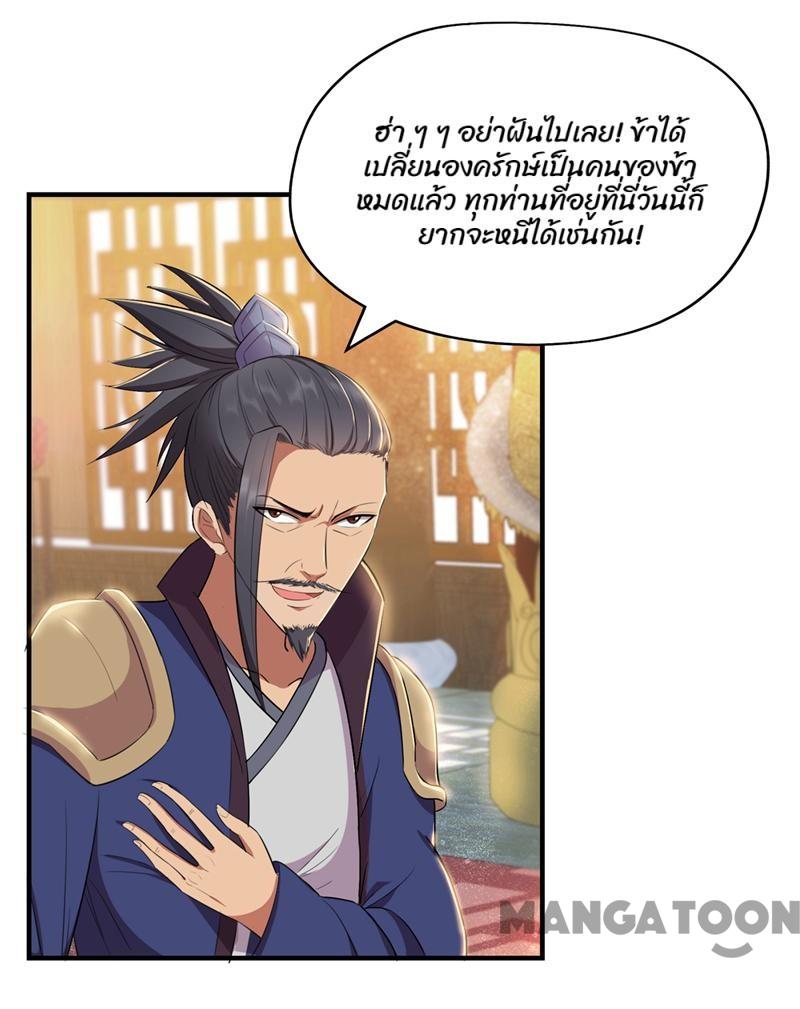 ฮ่า ๆ ๆ อย่าฝันไปเลย! ข้าได้
เปลี่ยนองครักษ์เป็นคนของข้า
หมดแล้ว ทุกท่านที่อยู่ที่นี่วันนี้ก็
ยากจะหนีได้เช่นกัน!
MANGATOON